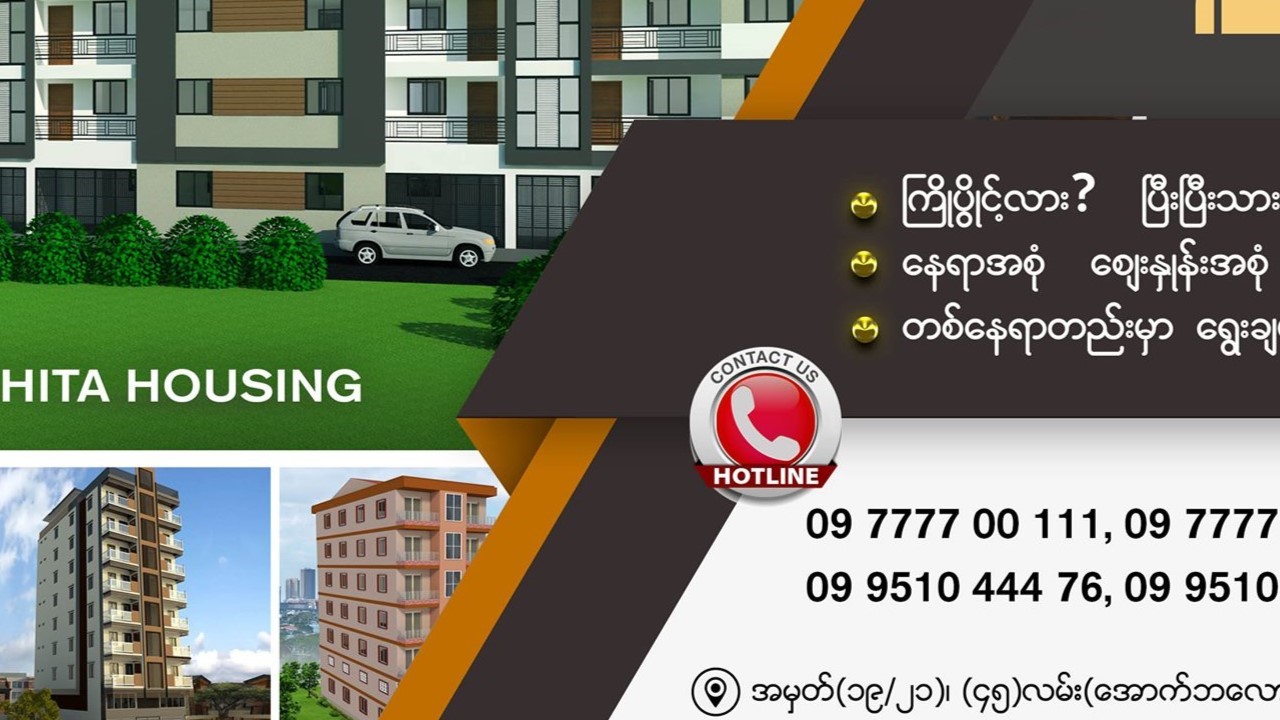 ကြိုပွိုင့်လား? ပြီးပြီးသား
နေရာအစုံ ဈေးနှုန်းအစုံ
တစ်နေရာတည်းမှာ ရွေးချ
HITA HOUSING
CONTACT US
HOTLINE
09 7777 00 111, 09 7777
09 9510 444 76, 09 9510
အမှတ်(၁၉/၂၁)၊ (၄၅)လမ်း(အောက်ဘလော